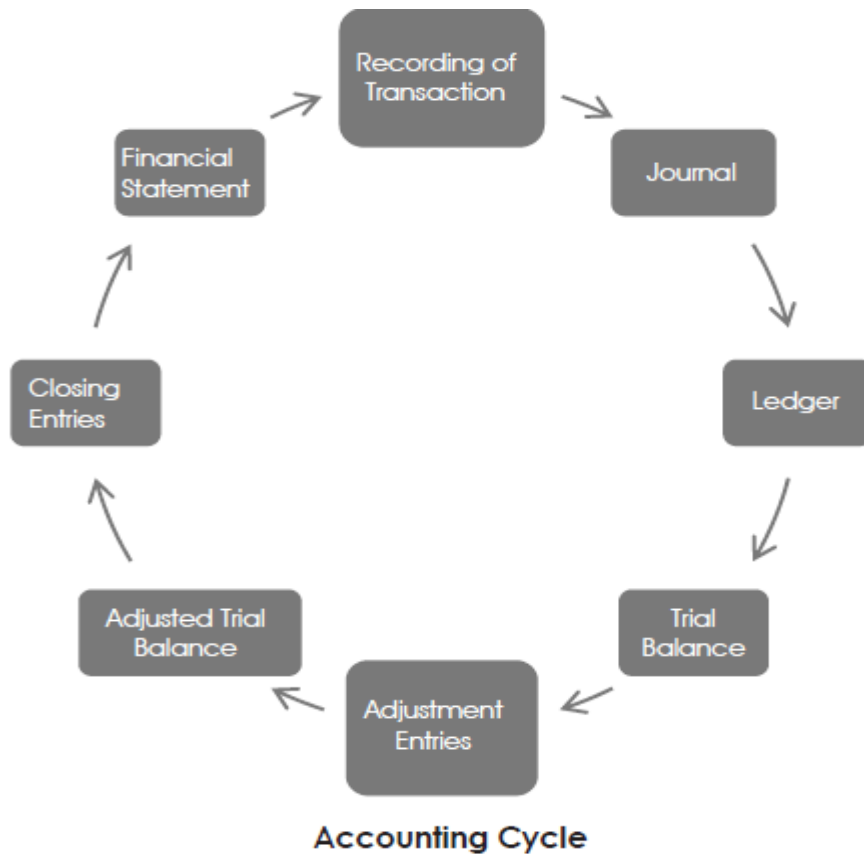 Recording of
Transaction
Journal
Ledger
Trial
Balance
Adjustment
Entries
Adjusted Trial
Balance
Closing
Entries
Financial
Statement
Accounting Cycle